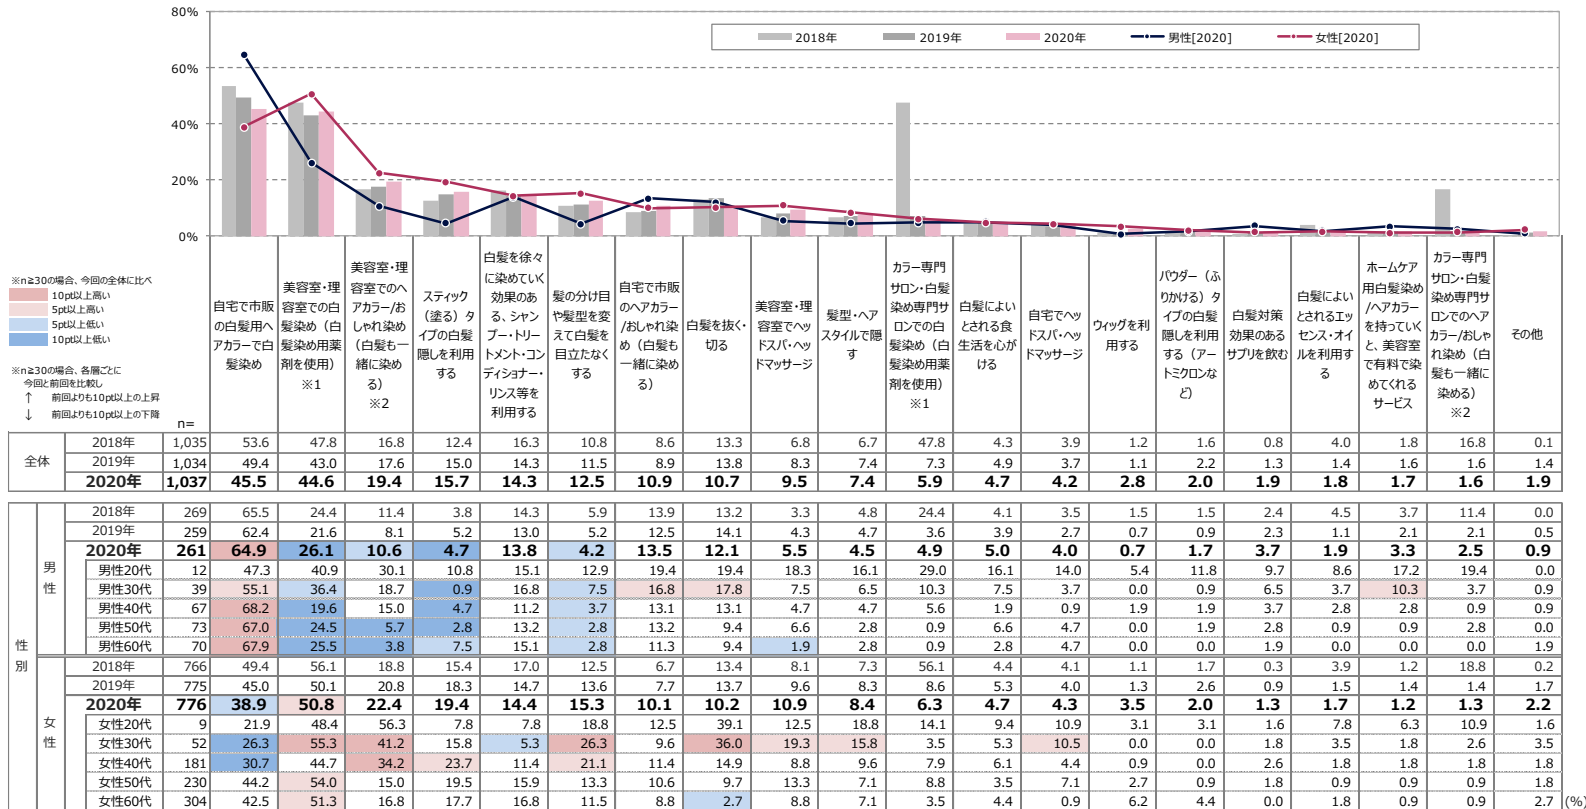 80%
60%
40%
20%
0%
2018年 2019年 2020年 男性[2020] 女性[2020]
※n≧30の場合、今回の全体に比べ
10pt以上高い
5pt以上高い
5pt以上低い
10pt以上低い
※n≧30の場合、各層ごとに
今回と前回を比較し
↑ 前回よりも10pt以上の上昇
↓ 前回よりも10pt以上の下降
n=
自宅で市販
の白髪用ヘ
アカラーで白
髪染め
美容室・理
容室での白
髪染め（白
髪染め用薬
剤を使用）
※1
美容室・理
容室でのヘ
アカラー/お
しゃれ染め
（白髪も一
緒に染め
る）
※2
スティック
（塗る）タ
イプの白髪
隠しを利用
する
白髪を徐々
に染めていく
効果のあ
る、シャン
プー・トリー
トメント・コン
ディショナー・
リンス等を
利用する
髪の分け目
や髪型を変
えて白髪を
目立たなく
する
自宅で市販
のヘアカラー
/おしゃれ染
め（白髪も
一緒に染め
る）
白髪を抜く・
切る
美容室・理
容室でヘッ
ドスパ・ヘッ
ドマッサージ
髪型・ヘア
スタイルで隠
す
カラー専門
サロン・白髪
染め専門サ
ロンでの白
髪染め（白
髪染め用薬
剤を使用）
※1
白髪によい
とされる食
生活を心が
ける
自宅でヘッ
ドスパ・ヘッ
ドマッサージ
ウィッグを利
用する
パウダー（ふ
りかける）タ
イプの白髪
隠しを利用
する（アー
トミクロンな
ど）
白髪対策
効果のある
サプリを飲む
白髪によい
とされるエッ
センス・オイ
ルを利用す
る
ホームケア
用白髪染め
/ヘアカラー
を持っていく
と、美容室
で有料で染
めてくれる
サービス
カラー専門
サロン・白髪
染め専門サ
ロンでのヘア
カラー/おしゃ
れ染め（白
髪も一緒に
染める）
※2
その他
全体
2018年 1,035 53.6 47.8 16.8 12.4 16.3 10.8 8.6 13.3 6.8 6.7 47.8 4.3 3.9 1.2 1.6 0.8 4.0 1.8 16.8 0.1
2019年 1,034 49.4 43.0 17.6 15.0 14.3 11.5 8.9 13.8 8.3 7.4 7.3 4.9 3.7 1.1 2.2 1.3 1.4 1.6 1.6 1.4
2020年 1,037 45.5 44.6 19.4 15.7 14.3 12.5 10.9 10.7 9.5 7.4 5.9 4.7 4.2 2.8 2.0 1.9 1.8 1.7 1.6 1.9
性別
男性
2018年 269 65.5 24.4 11.4 3.8 14.3 5.9 13.9 13.2 3.3 4.8 24.4 4.1 3.5 1.5 1.5 2.4 4.5 3.7 11.4 0.0
2019年 259 62.4 21.6 8.1 5.2 13.0 5.2 12.5 14.1 4.3 4.7 3.6 3.9 2.7 0.7 0.9 2.3 1.1 2.1 2.1 0.5
2020年 261 64.9 26.1 10.6 4.7 13.8 4.2 13.5 12.1 5.5 4.5 4.9 5.0 4.0 0.7 1.7 3.7 1.9 3.3 2.5 0.9
男性20代 12 47.3 40.9 30.1 10.8 15.1 12.9 19.4 19.4 18.3 16.1 29.0 16.1 14.0 5.4 11.8 9.7 8.6 17.2 19.4 0.0
男性30代 39 55.1 36.4 18.7 0.9 16.8 7.5 16.8 17.8 7.5 6.5 10.3 7.5 3.7 0.0 0.9 6.5 3.7 10.3 3.7 0.9
男性40代 67 68.2 19.6 15.0 4.7 11.2 3.7 13.1 13.1 4.7 4.7 5.6 1.9 0.9 1.9 1.9 3.7 2.8 2.8 0.9 0.9
男性50代 73 67.0 24.5 5.7 2.8 13.2 2.8 13.2 9.4 6.6 2.8 0.9 6.6 4.7 0.0 1.9 2.8 0.9 0.9 2.8 0.0
男性60代 70 67.9 25.5 3.8 7.5 15.1 2.8 11.3 9.4 1.9 2.8 0.9 2.8 4.7 0.0 0.0 1.9 0.0 0.0 0.0 1.9
女性
2018年 766 49.4 56.1 18.8 15.4 17.0 12.5 6.7 13.4 8.1 7.3 56.1 4.4 4.1 1.1 1.7 0.3 3.9 1.2 18.8 0.2
2019年 775 45.0 50.1 20.8 18.3 14.7 13.6 7.7 13.7 9.6 8.3 8.6 5.3 4.0 1.3 2.6 0.9 1.5 1.4 1.4 1.7
2020年 776 38.9 50.8 22.4 19.4 14.4 15.3 10.1 10.2 10.9 8.4 6.3 4.7 4.3 3.5 2.0 1.3 1.7 1.2 1.3 2.2
女性20代 9 21.9 48.4 56.3 7.8 7.8 18.8 12.5 39.1 12.5 18.8 14.1 9.4 10.9 3.1 3.1 1.6 7.8 6.3 10.9 1.6
女性30代 52 26.3 55.3 41.2 15.8 5.3 26.3 9.6 36.0 19.3 15.8 3.5 5.3 10.5 0.0 0.0 1.8 3.5 1.8 2.6 3.5
女性40代 181 30.7 44.7 34.2 23.7 11.4 21.1 11.4 14.9 8.8 9.6 7.9 6.1 4.4 0.9 0.0 2.6 1.8 1.8 1.8 1.8
女性50代 230 44.2 54.0 15.0 19.5 15.9 13.3 10.6 9.7 13.3 7.1 8.8 3.5 7.1 2.7 0.9 1.8 0.9 0.9 0.9 1.8
女性60代 304 42.5 51.3 16.8 17.7 16.8 11.5 8.8 2.7 8.8 7.1 3.5 4.4 0.9 6.2 4.4 0.0 1.8 0.9 0.9 2.7 (%)